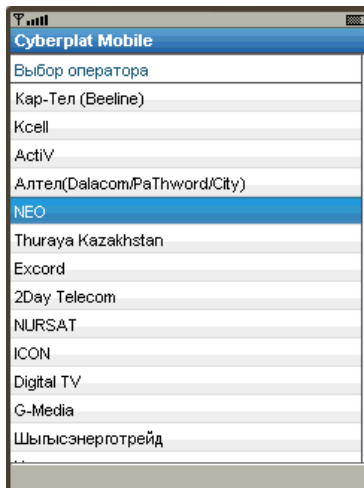 Cyberplat Mobile
Выбор оператора
Кар-Тел (Beeline)
Kcell
ActiV
Алтел(Dalacom/PaThword/City)
NEO
Thuraya Kazakhstan
Excord
2Day Telecom
NURSAT
ICON
Digital TV
G-Media
Шыгысэнерготрейд